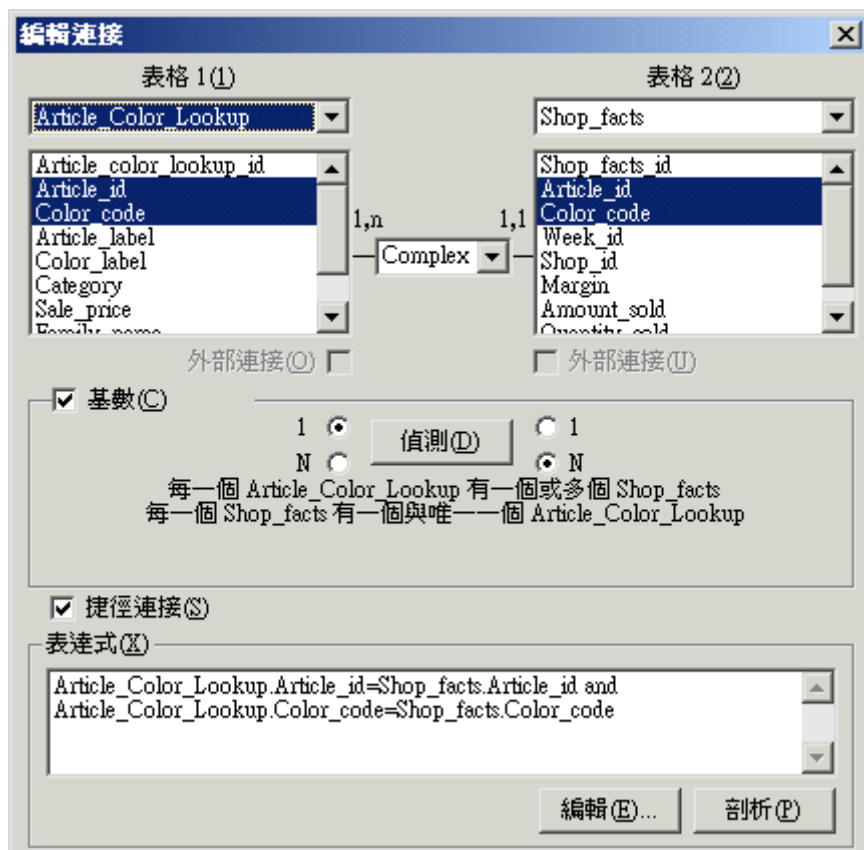 編輯連接
表格 1(1)
表格 2(2)
Article_Color_Lookup
Shop_facts
Article_color_lookup_id
Article_id
Color_code
Article_label
Color_label
Category
Sale_price
Family_name
1,n
1,1
Complex
Shop_facts_id
Article_id
Color_code
Week_id
Shop_id
Margin
Amount_sold
Quantity_sold
外部連接(O)
外部連接(U)
基數(C)
1
N
偵測(D)
1
N
每一個 Article_Color_Lookup 有一個或多個 Shop_facts
每一個 Shop_facts 有一個與唯一一個 Article_Color_Lookup
捷徑連接(S)
表達式(X)
Article_Color_Lookup.Article_id=Shop_facts.Article_id and
Article_Color_Lookup.Color_code=Shop_facts.Color_code
編輯(E)...
剖析(P)